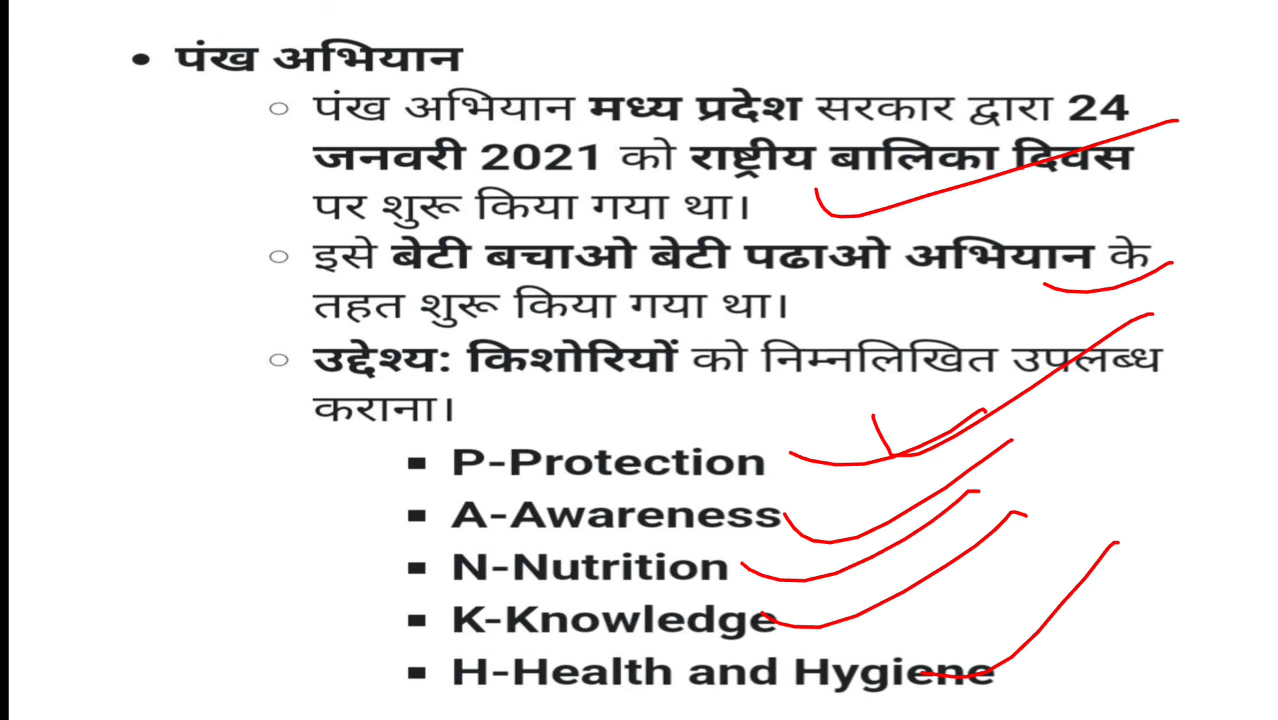 • पंख अभियान
○ पंख अभियान मध्य प्रदेश सरकार द्वारा 24
जनवरी 2021 को राष्ट्रीय बालिका दिवस
पर शुरू किया गया था।
○ इसे बेटी बचाओ बेटी पढाओ अभियान के
तहत शुरू किया गया था।
○ उद्देश्य: किशोरियों को निम्नलिखित उपलब्ध
कराना।
▪ P-Protection
▪ A-Awareness
▪ N-Nutrition
▪ K-Knowledge
▪ H-Health and Hygiene